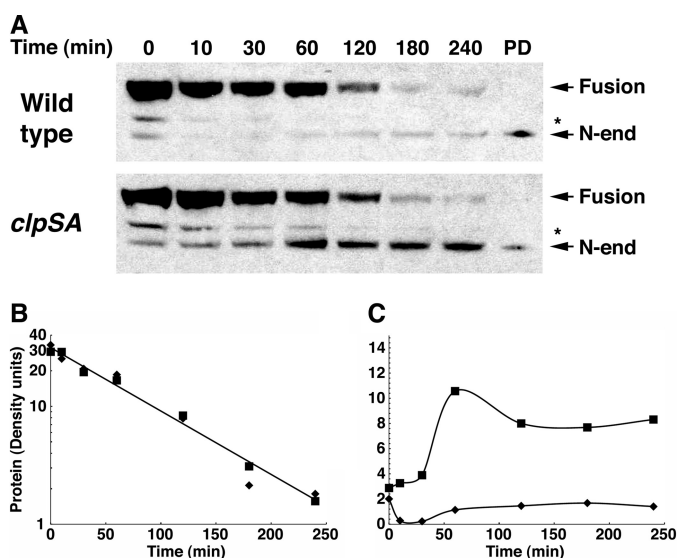 A
Time (min) 0 10 30 60 120 180 240 PD
Wild type
Fusion
*
N-end
clpSA
Fusion
*
N-end
B
Protein (Density units)
40
30
20
10
1
0 50 100 150 200 250
Time (min)
C
14
12
10
8
6
4
2
0
0 50 100 150 200 250
Time (min)